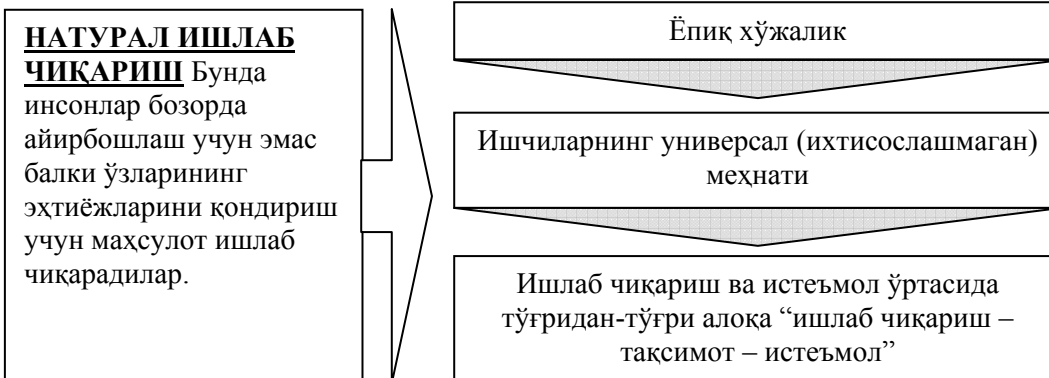 НАТУРАЛ ИШЛАБ
ЧИҚАРИШ Бунда
инсонлар бозорда
айирбошлаш учун эмас
балки ўзларининг
эҳтиёжларини қондириш
учун маҳсулот ишлаб
чиқарадилар.
Ёпиқ хўжалик
Ишчиларнинг универсал (ихтисослашмаган)
меҳнати
Ишлаб чиқариш ва истеъмол ўртасида
тўғридан-тўғри алоқа “ишлаб чиқариш –
тақсимот – истеъмол”